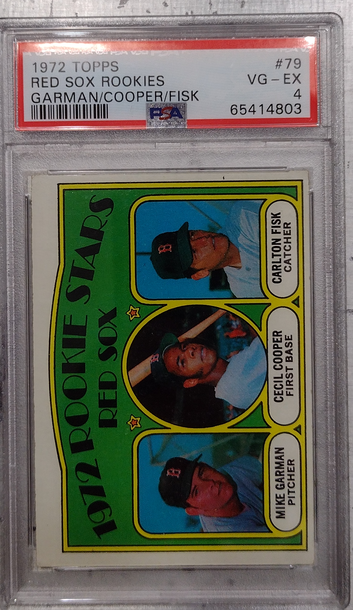 1972 TOPPS #79
RED SOX ROOKIES VG-EX
GARMAN/COOPER/FISK 4
PSA 65414803
1972 ROOKIE STARS
RED SOX
MIKE GARMAN
PITCHER
CECIL COOPER
FIRST BASE
CARLTON FISK
CATCHER
B
B
B